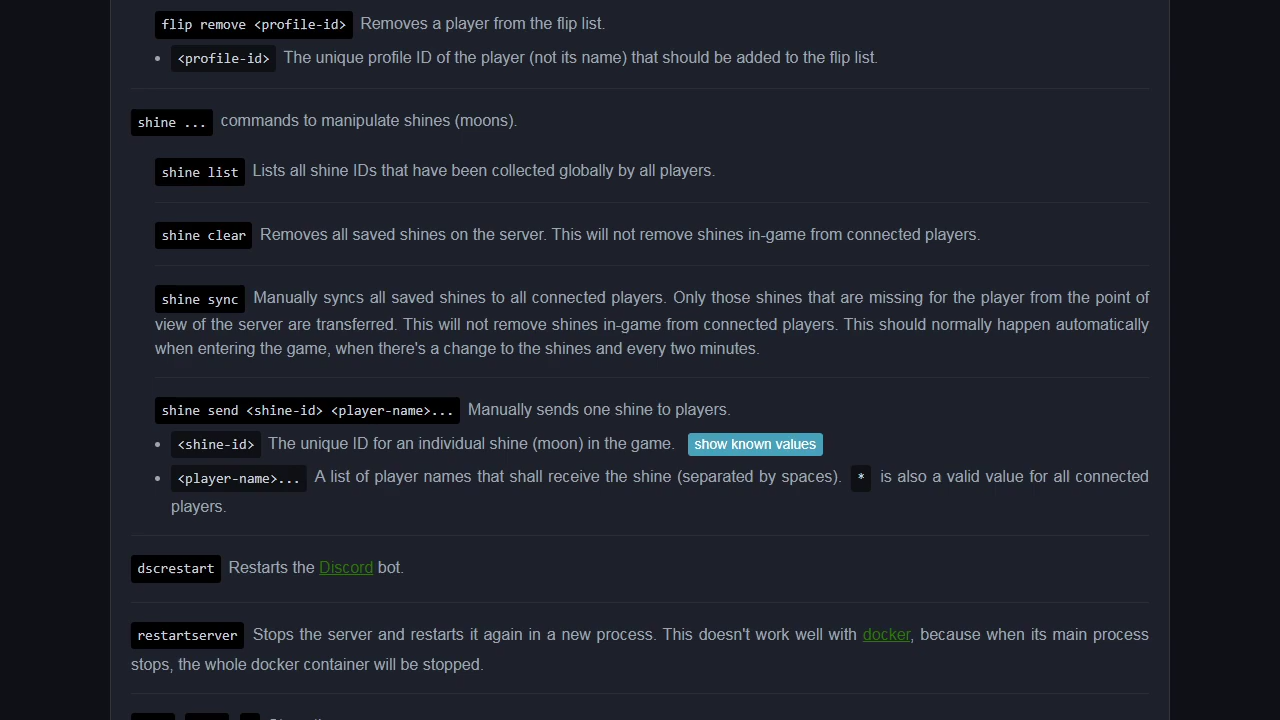 flip remove <profile-id> Removes a player from the flip list.
<profile-id> The unique profile ID of the player (not its name) that should be added to the flip list.
shine ... commands to manipulate shines (moons).
shine list Lists all shine IDs that have been collected globally by all players.
shine clear Removes all saved shines on the server. This will not remove shines in-game from connected players.
shine sync Manually syncs all saved shines to all connected players. Only those shines that are missing for the player from the point of
view of the server are transferred. This will not remove shines in-game from connected players. This should normally happen automatically
when entering the game, when there's a change to the shines and every two minutes.
shine send <shine-id> <player-name>... Manually sends one shine to players.
<shine-id> The unique ID for an individual shine (moon) in the game. show known values
<player-name>... A list of player names that shall receive the shine (separated by spaces). * is also a valid value for all connected
players.
dscrestart Restarts the Discord bot.
restartserver Stops the server and restarts it again in a new process. This doesn't work well with docker, because when its main process
stops, the whole docker container will be stopped.